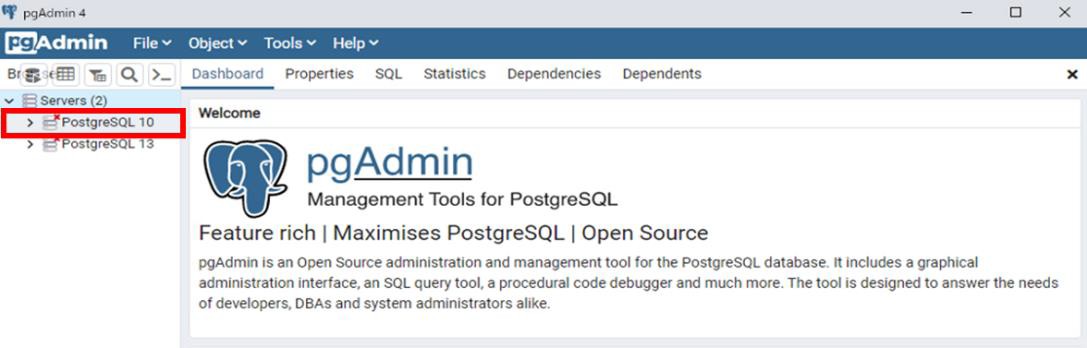 pgAdmin 4
pgAdmin File Object Tools Help
Browser
Dashboard Properties SQL Statistics Dependencies Dependents
Servers (2)
PostgreSQL 10
PostgreSQL 13
Welcome
pgAdmin
Management Tools for PostgreSQL
Feature rich | Maximises PostgreSQL | Open Source
pgAdmin is an Open Source administration and management tool for the PostgreSQL database. It includes a graphical
administration interface, an SQL query tool, a procedural code debugger and much more. The tool is designed to answer the needs
of developers, DBAs and system administrators alike.